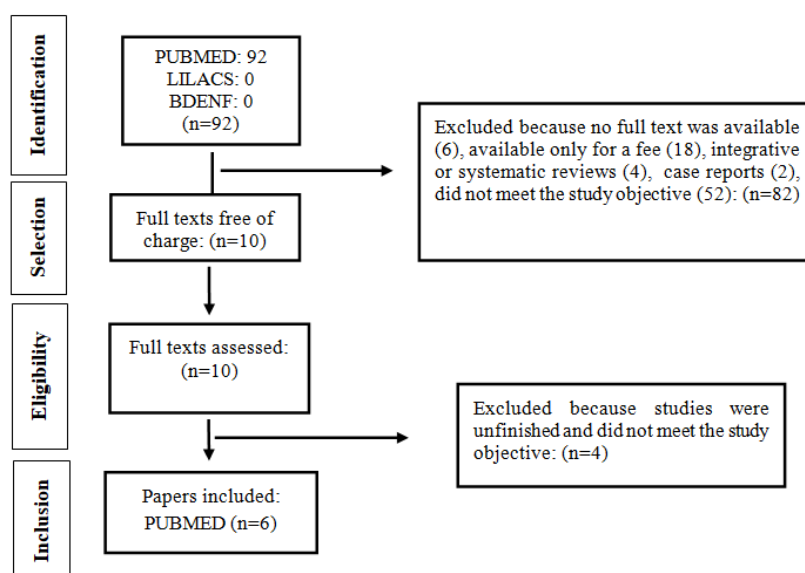 Identification
PUBMED: 92
LILACS: 0
BDENF: 0
(n=92)
Excluded because no full text was available
(6), available only for a fee (18), integrative
or systematic reviews (4), case reports (2),
did not meet the study objective (52): (n=82)
Selection
Full texts free of
charge: (n=10)
Eligibility
Full texts assessed:
(n=10)
Excluded because studies were
unfinished and did not meet the study
objective: (n=4)
Inclusion
Papers included:
PUBMED (n=6)